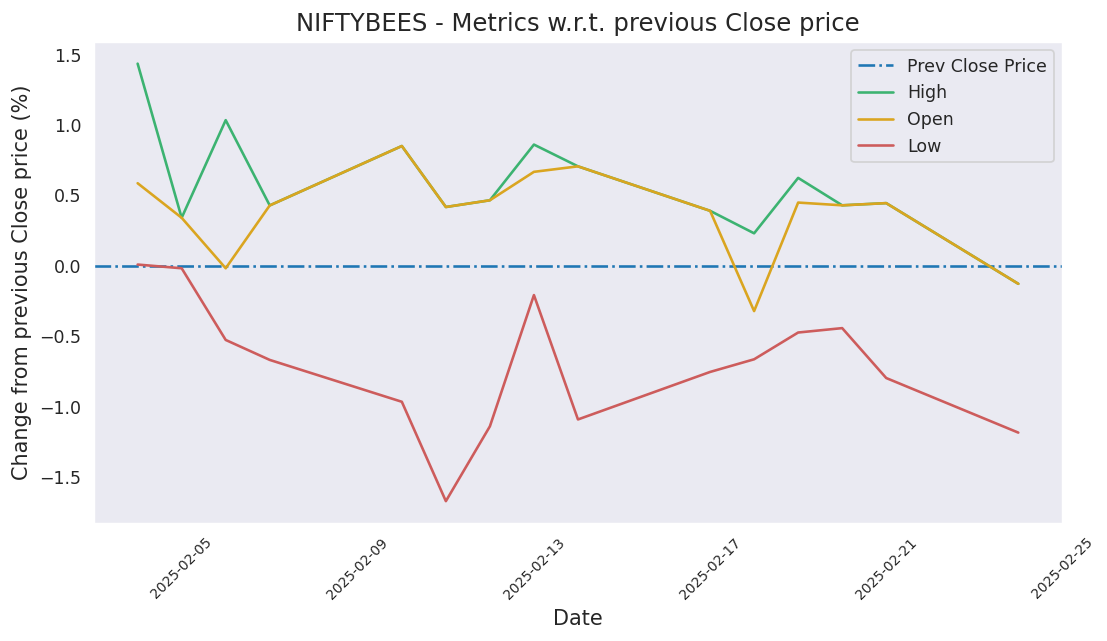 NIFTYBEES - Metrics w.r.t. previous Close price
Change from previous Close price (%)
1.5
1.0
0.5
0.0
−0.5
−1.0
−1.5
Prev Close Price
High
Open
Low
2025-02-05
2025-02-09
2025-02-13
2025-02-17
2025-02-21
2025-02-25
Date